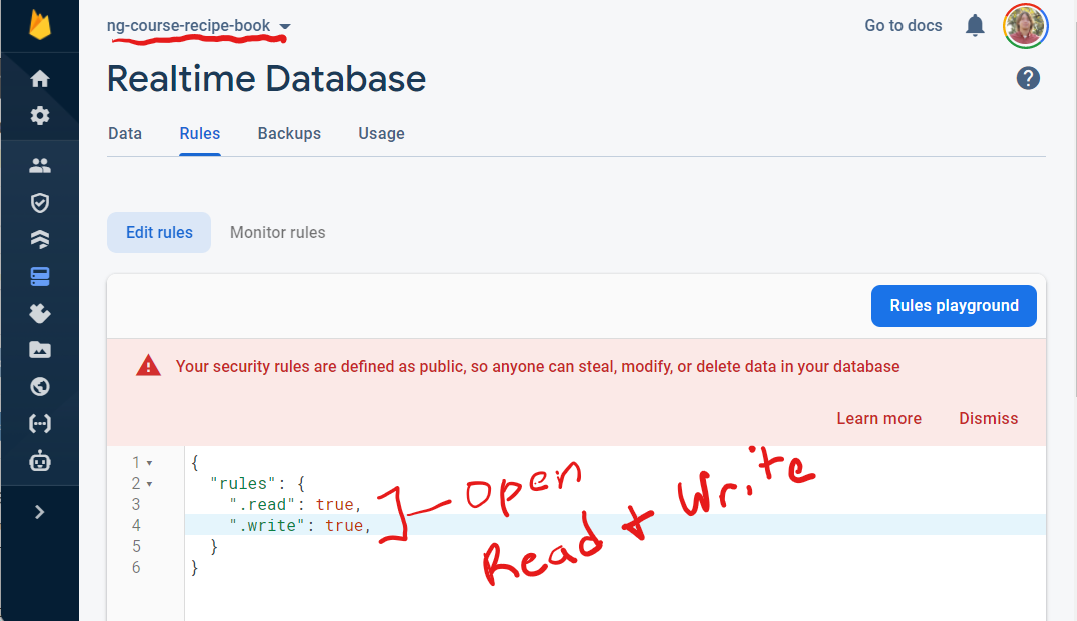 ng-course-recipe-book
Go to docs
Realtime Database
Data Rules Backups Usage
Edit rules Monitor rules
Rules playground
Your security rules are defined as public, so anyone can steal, modify, or delete data in your database
Learn more Dismiss
1 {
2 "rules": {
3 ".read": true,
4 ".write": true,
5 }
6 }
open
Read + Write